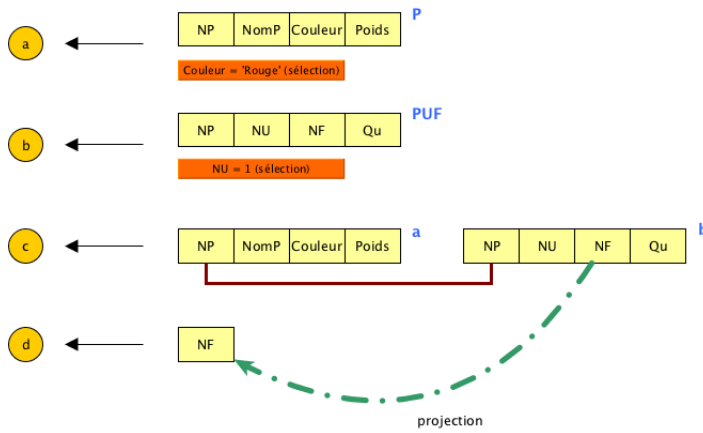 P
a
NP NomP Couleur Poids
Couleur = 'Rouge' (sélection)
PUF
b
NP NU NF Qu
NU = 1 (sélection)
c
NP NomP Couleur Poids
a
NP NU NF Qu
b
d
NF
projection